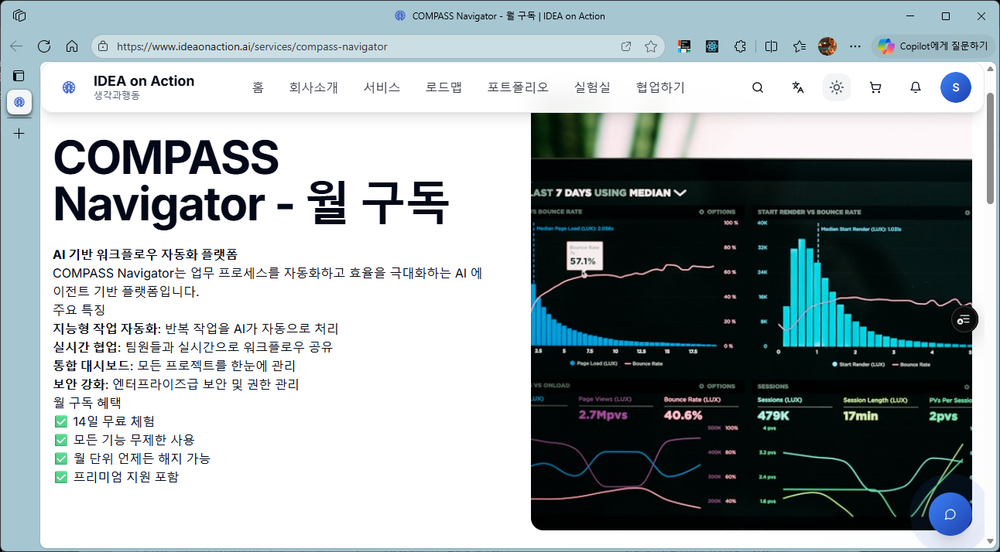 COMPASS Navigator - 월 구독 | IDEA on Action
https://www.ideaonaction.ai/services/compass-navigator
Copilot에게 질문하기
IDEA on Action
생각과행동
홈 회사소개 서비스 로드맵 포트폴리오 실험실 협업하기
S
COMPASS
Navigator - 월 구독
AI 기반 워크플로우 자동화 플랫폼
COMPASS Navigator는 업무 프로세스를 자동화하고 효율을 극대화하는 AI 에
이전트 기반 플랫폼입니다.
주요 특징
지능형 작업 자동화: 반복 작업을 AI가 자동으로 처리
실시간 협업: 팀원들과 실시간으로 워크플로우 공유
통합 대시보드: 모든 프로젝트를 한눈에 관리
보안 강화: 엔터프라이즈급 보안 및 권한 관리
월 구독 혜택
✅ 14일 무료 체험
✅ 모든 기능 무제한 사용
✅ 월 단위 언제든 해지 가능
✅ 프리미엄 지원 포함
LAST 7 DAYS USING MEDIAN
VS BOUNCE RATE OPTIONS
START RENDER VS BOUNCE RATE
Median Page Load (LUX): 2.056s
100 %
80 %
60 %
40 %
20 %
0 %
Bounce Rate
57.1%
2.5 5 7.5 10 12.5 15 17.5
Page Load (LUX) Bounce Rate
40K
32K
24K
16K
8K
0
Median Start Render (LUX): 1.031s
0 1 2 3 4 5
Start Render (LUX) Bounce Rate
VS ONLOAD OPTIONS
(LUX)
Page Views (LUX)
2.7Mpvs
Bounce Rate (LUX)
40.6%
500K 100%
400K 80%
300K 60%
200K 40%
SESSIONS
Sessions (LUX)
479K
Session Length (LUX)
17min
PVs Per Sessio
2pvs
4 pvs
3.2 pvs
2.4 pvs
1.6 pvs